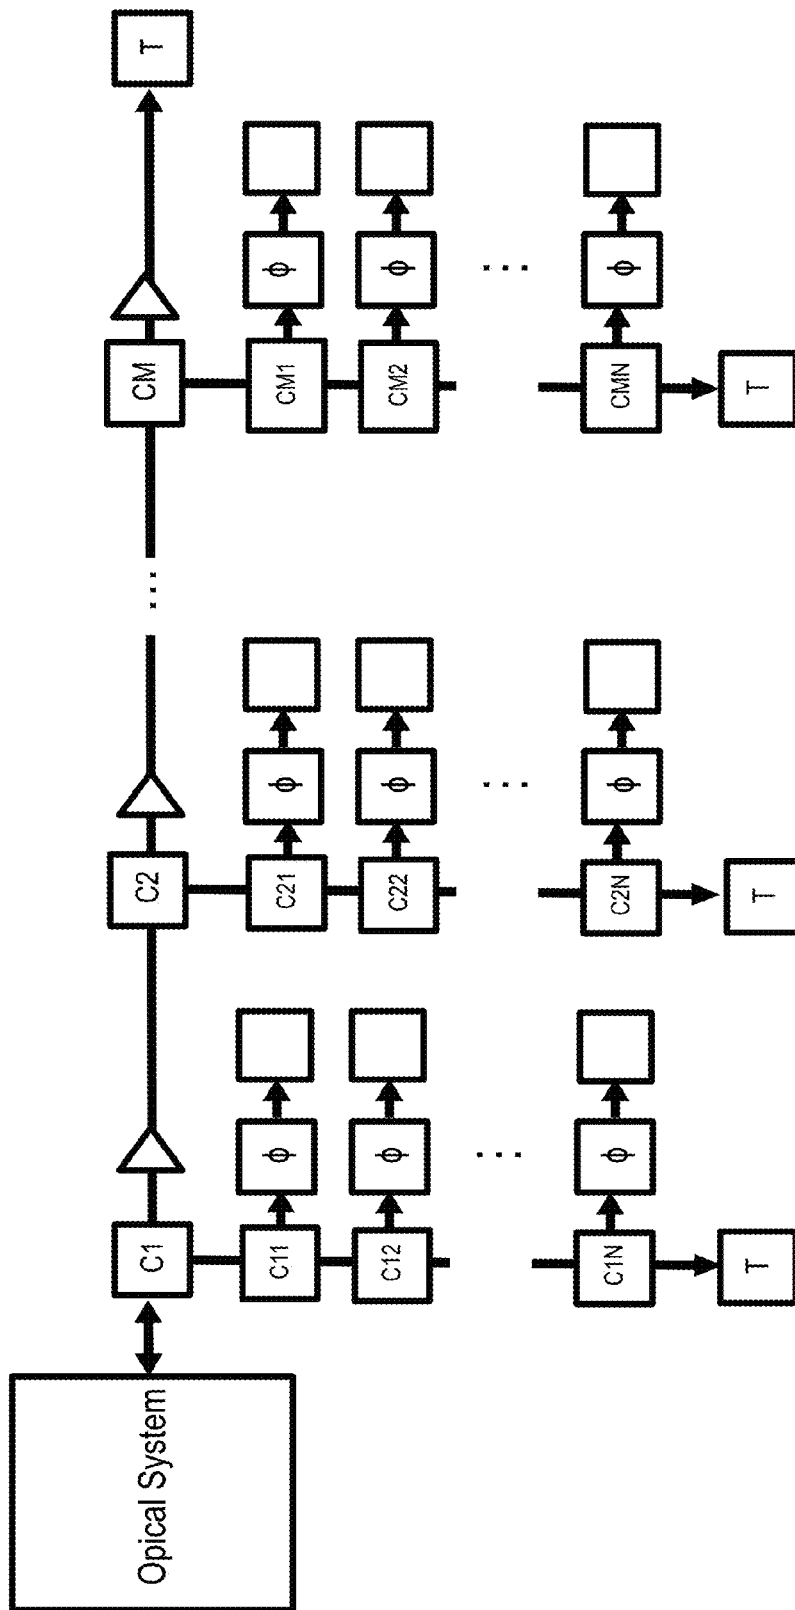 Opical System
C1
C2
...
CM
T
C11
ϕ
C21
ϕ
CM1
ϕ
C12
ϕ
C22
ϕ
CM2
ϕ
...
...
...
C1N
ϕ
C2N
ϕ
CMN
ϕ
T
T
T